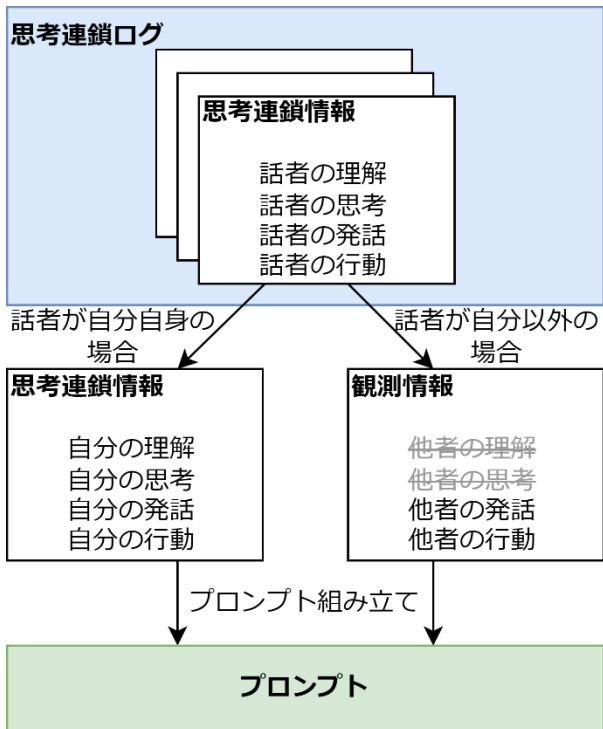 思考連鎖ログ
思考連鎖情報
話者の理解
話者の思考
話者の発話
話者の行動
話者が自分自身の
場合
話者が自分以外の
場合
思考連鎖情報
自分の理解
自分の思考
自分の発話
自分の行動
観測情報
他者の理解
他者の思考
他者の発話
他者の行動
プロンプト組み立て
プロンプト